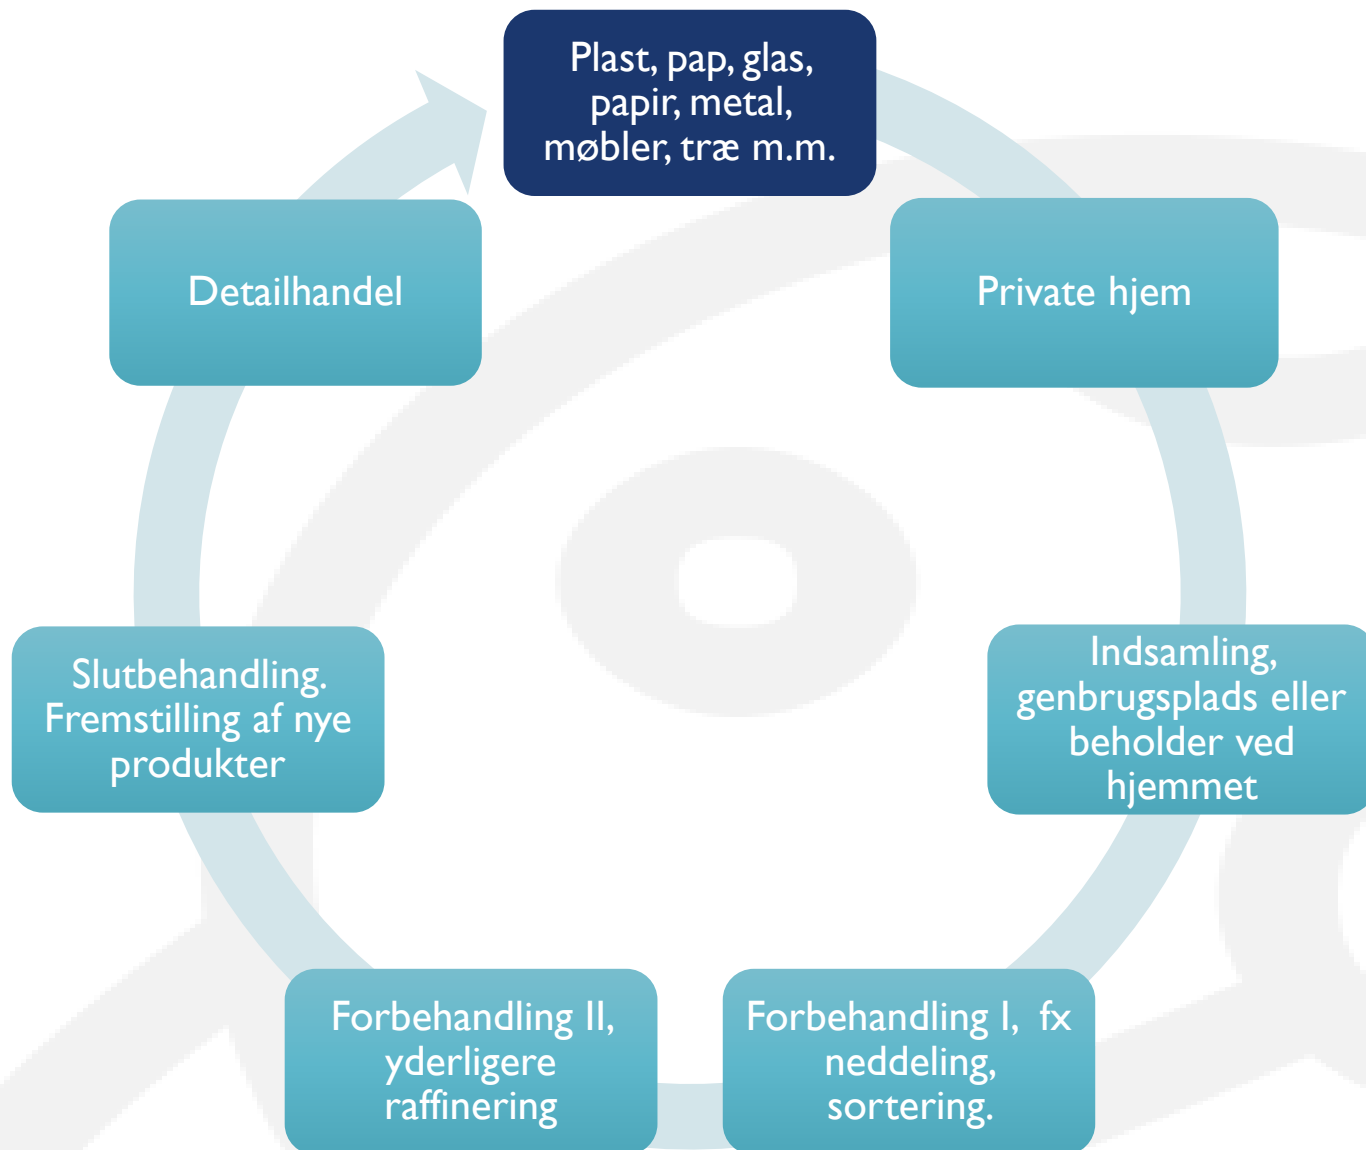 Plast, pap, glas,
papir, metal,
møbler, træ m.m.
Private hjem
Indsamling,
genbrugsplads eller
beholder ved
hjemmet
Forbehandling I,  fx
neddeling,
sortering.
Forbehandling II,
yderligere
raffinering
Slutbehandling.
Fremstilling af nye
produkter
Detailhandel